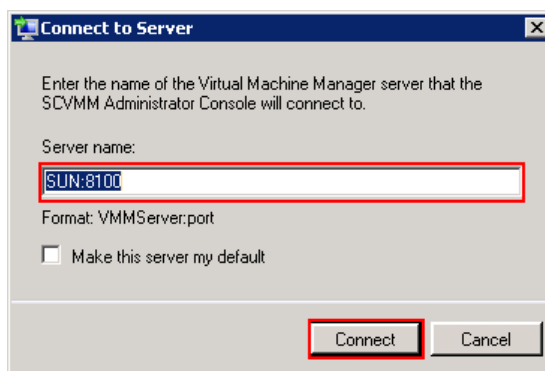 Connect to Server
Enter the name of the Virtual Machine Manager server that the
SCVMM Administrator Console will connect to.
Server name:
SUN:8100
Format: VMMServer:port
Make this server my default
Connect Cancel